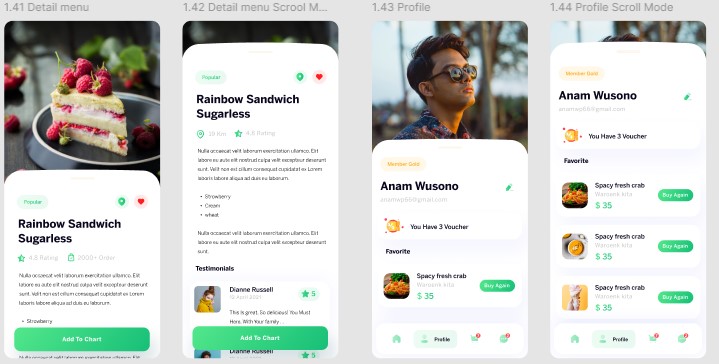 1.41 Detail menu
Popular
Rainbow Sandwich
Sugarless
4.8 Rating
2000+ Order
Nulla occaecat velit laborum exercitation ullamco. Elit
labore eu aute elit nostrud culpa velit excepteur deserunt
sunt. Velit non est cillum consequat cupidatat ex Lorem
laboris laborum aliqua ad duis eu laborum.
Strowberry
Add To Chart
1.42 Detail menu Scrool M...
Popular
Rainbow Sandwich
Sugarless
19 Km
4.8 Rating
Nulla occaecat velit laborum exercitation ullamco. Elit
labore eu aute elit nostrud culpa velit excepteur deserunt
sunt. Velit non est cillum consequat cupidatat ex Lorem
laboris laborum aliqua ad duis eu laborum.
Strowberry
Cream
wheat
Nulla occaecat velit laborum exercitation ullamco. Elit
labore eu aute elit nostrud culpa velit excepteur deserunt
sunt.
Testimonials
Dianne Russell
12 April 2021
5
This Is great. So delicious! You Must
Here. With Your family...
Add To Chart
5
1.43 Profile
Member Gold
Anam Wusono
anamwp66@gmail.com
You Have 3 Voucher
Favorite
Spacy fresh crab
Waroenk kita
$ 35
Buy Again
Profile
1.44 Profile Scroll Mode
Member Gold
Anam Wusono
anamwp66@gmail.com
You Have 3 Voucher
Favorite
Spacy fresh crab
Waroenk kita
$ 35
Buy Again
Spacy fresh crab
Waroenk kita
$ 35
Buy Again
Spacy fresh crab
Waroenk kita
$ 35
Buy Again
Profile